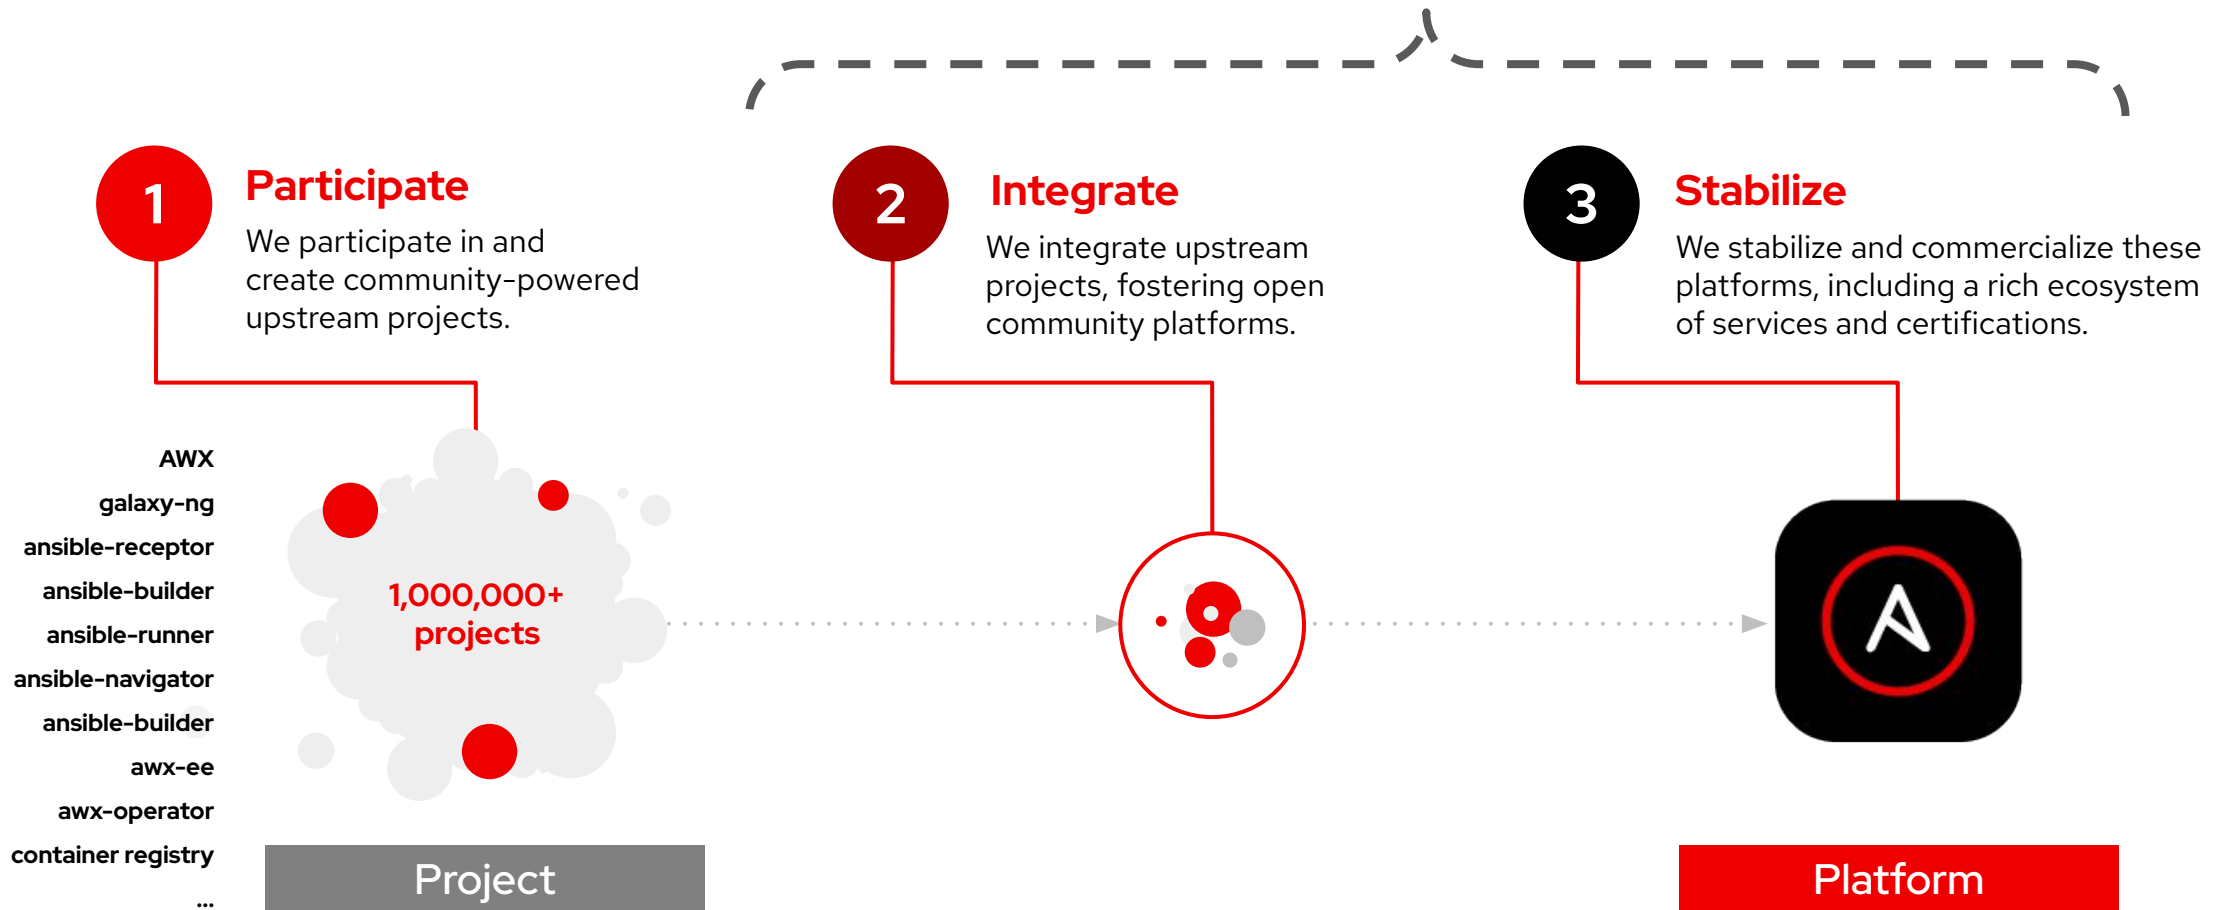 1
Participate
We participate in and
create community-powered
upstream projects.
2
Integrate
We integrate upstream
projects, fostering open
community platforms.
3
Stabilize
We stabilize and commercialize these
platforms, including a rich ecosystem
of services and certifications.
AWX
galaxy-ng
ansible-receptor
ansible-builder
ansible-runner
ansible-navigator
ansible-builder
awx-ee
awx-operator
container registry
...
1,000,000+
projects
Project
Platform